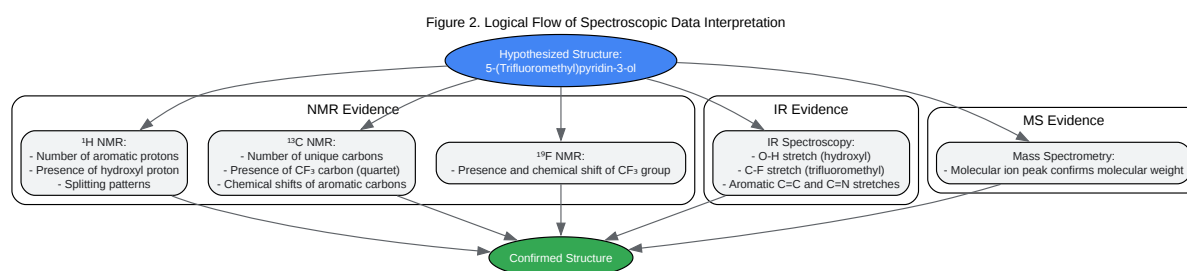 Figure 2. Logical Flow of Spectroscopic Data Interpretation
Hypothesized Structure:
5-(Trifluoromethyl)pyridin-3-ol
NMR Evidence
¹H NMR:
- Number of aromatic protons
- Presence of hydroxyl proton
- Splitting patterns
¹³C NMR:
- Number of unique carbons
- Presence of CF₃ carbon (quartet)
- Chemical shifts of aromatic carbons
¹⁹F NMR:
- Presence and chemical shift of CF₃ group
IR Evidence
IR Spectroscopy:
- O-H stretch (hydroxyl)
- C-F stretch (trifluoromethyl)
- Aromatic C=C and C=N stretches
MS Evidence
Mass Spectrometry:
- Molecular ion peak confirms molecular weight
Confirmed Structure